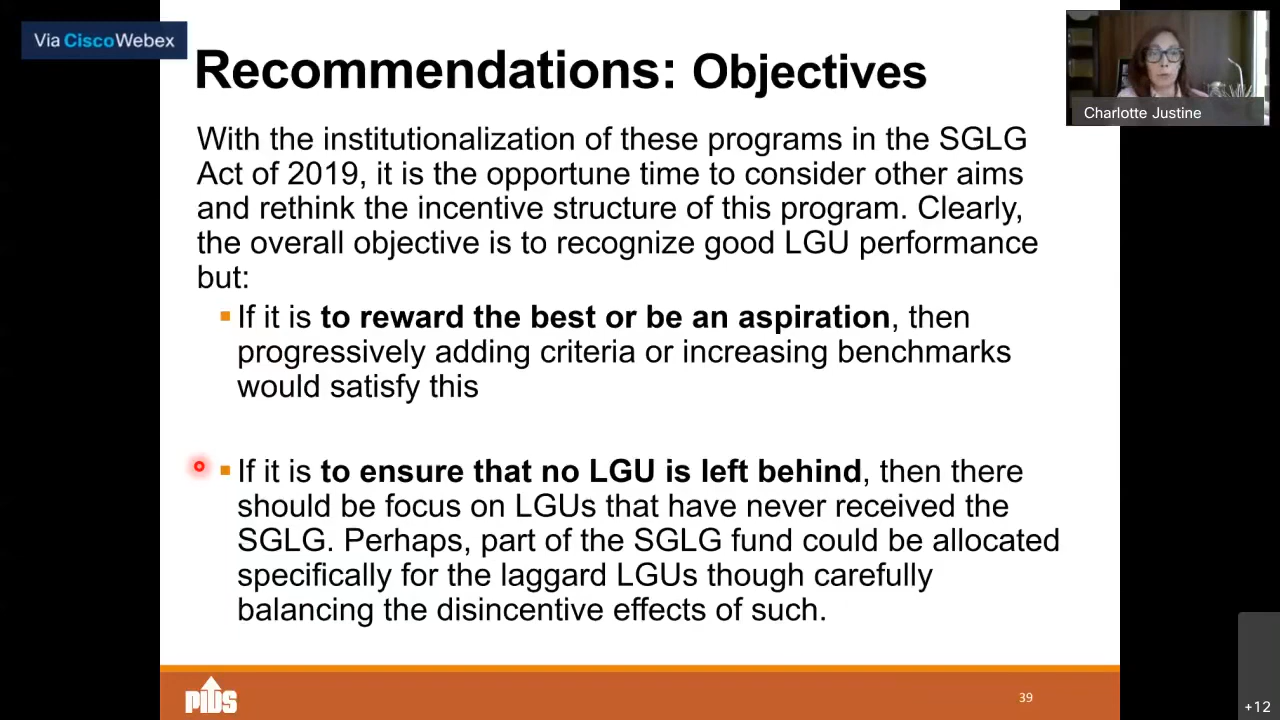 Via CiscoWebex
Recommendations: Objectives
Charlotte Justine
With the institutionalization of these programs in the SGLG
Act of 2019, it is the opportune time to consider other aims
and rethink the incentive structure of this program. Clearly,
the overall objective is to recognize good LGU performance
but:
If it is to reward the best or be an aspiration, then
progressively adding criteria or increasing benchmarks
would satisfy this
If it is to ensure that no LGU is left behind, then there
should be focus on LGUs that have never received the
SGLG. Perhaps, part of the SGLG fund could be allocated
specifically for the laggard LGUs though carefully
balancing the disincentive effects of such.
PIDS
39
+12